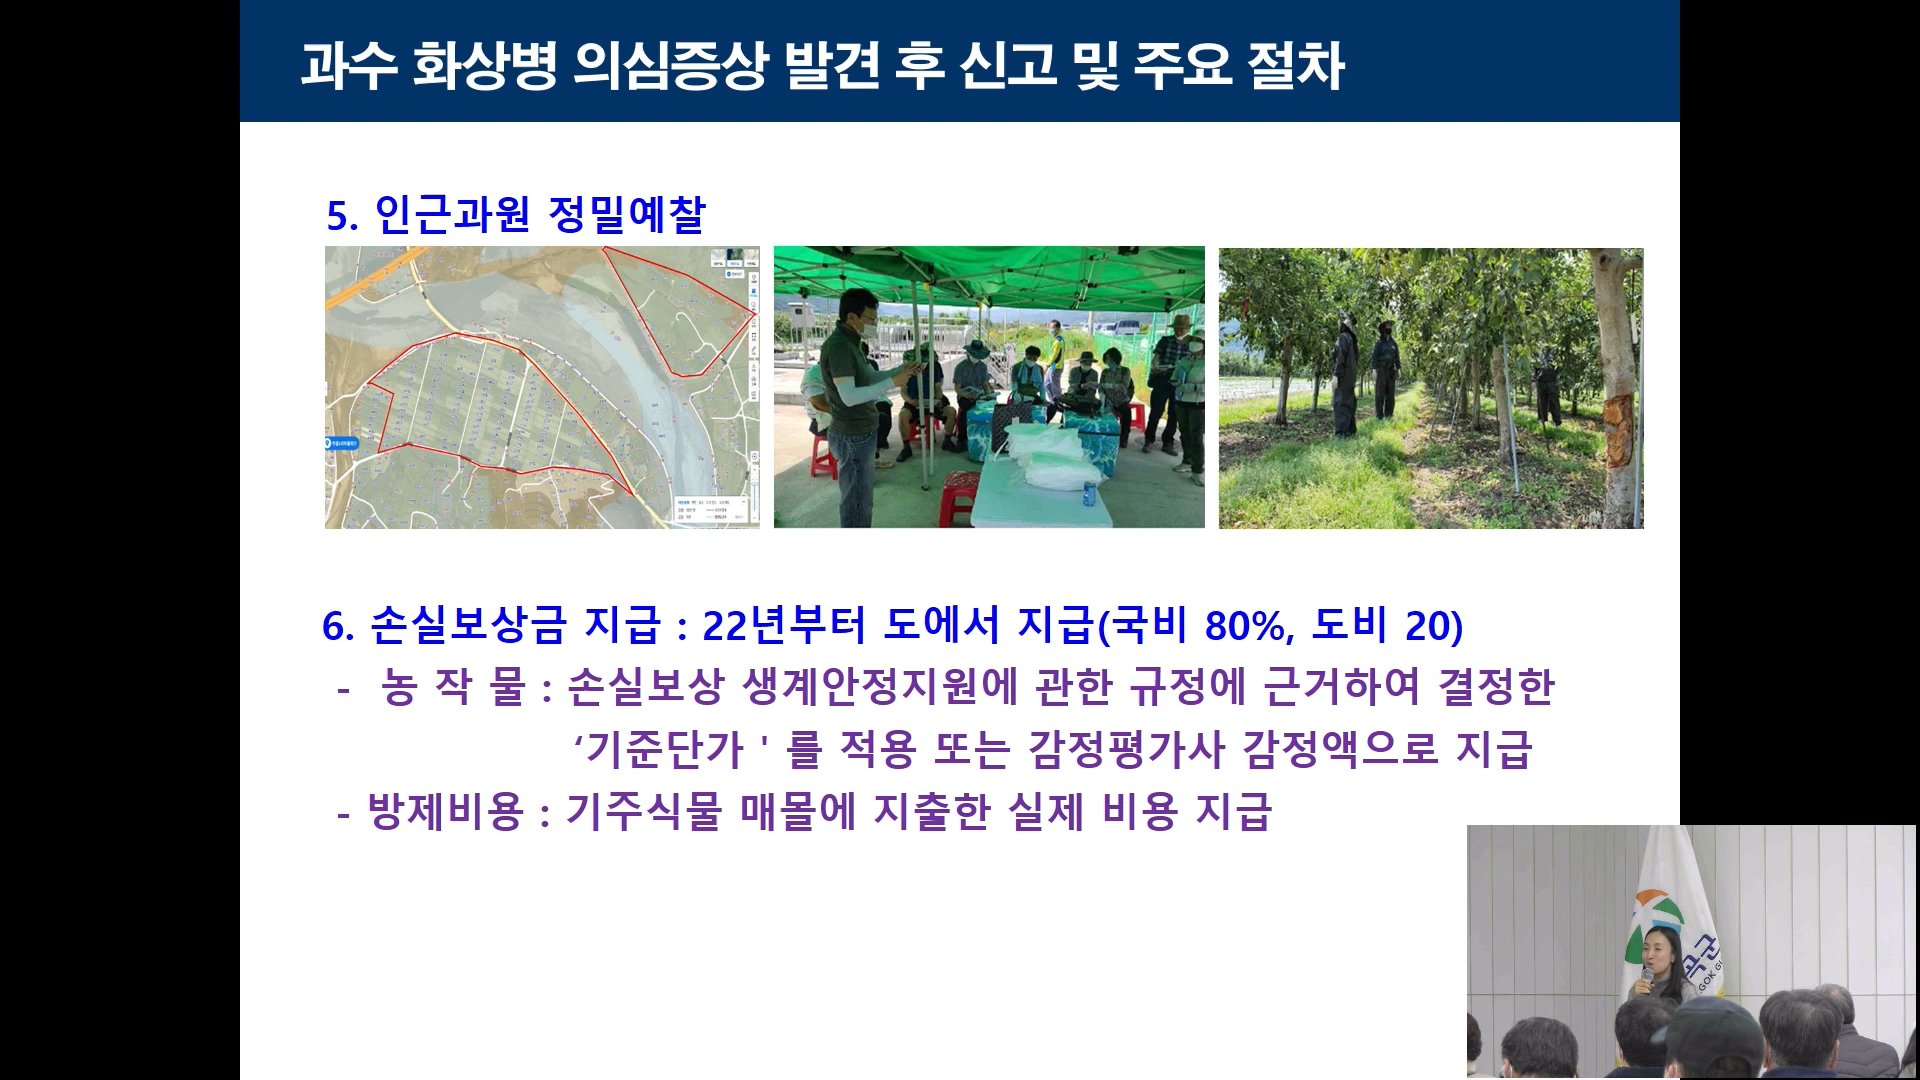 과수 화상병 의심증상 발견 후 신고 및 주요 절차
5. 인근과원 정밀예찰
6. 손실보상금 지급 : 22년부터 도에서 지급(국비 80%, 도비 20)
- 농 작 물 : 손실보상 생계안정지원에 관한 규정에 근거하여 결정한
‘기준단가 ' 를 적용 또는 감정평가사 감정액으로 지급
- 방제비용 : 기주식물 매몰에 지출한 실제 비용 지급
곡군